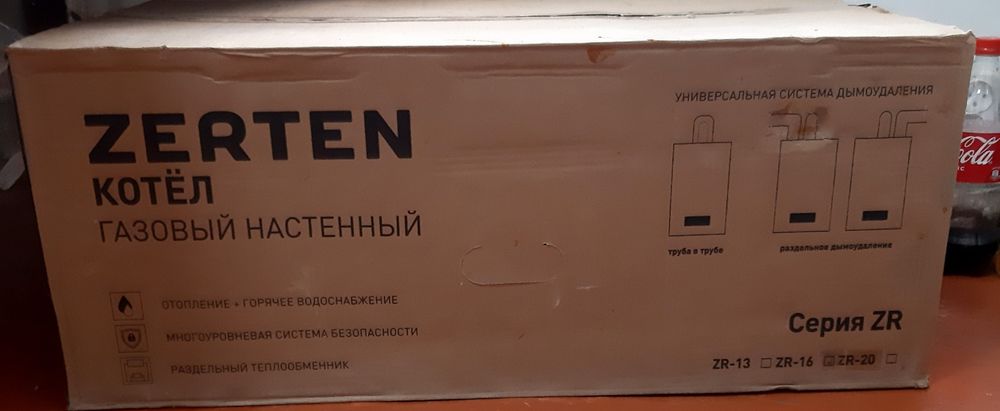 ZERTEN
КОТЁЛ
ГАЗОВЫЙ НАСТЕННЫЙ
ОТОПЛЕНИЕ + ГОРЯЧЕЕ ВОДОСНАБЖЕНИЕ
МНОГОУРОВНЕВАЯ СИСТЕМА БЕЗОПАСНОСТИ
РАЗДЕЛЬНЫЙ ТЕПЛООБМЕННИК
УНИВЕРСАЛЬНАЯ СИСТЕМА ДЫМОУДАЛЕНИЯ
труба в трубе
раздельное дымоудаление
Серия ZR
ZR-13 ZR-16 ZR-20
Cola